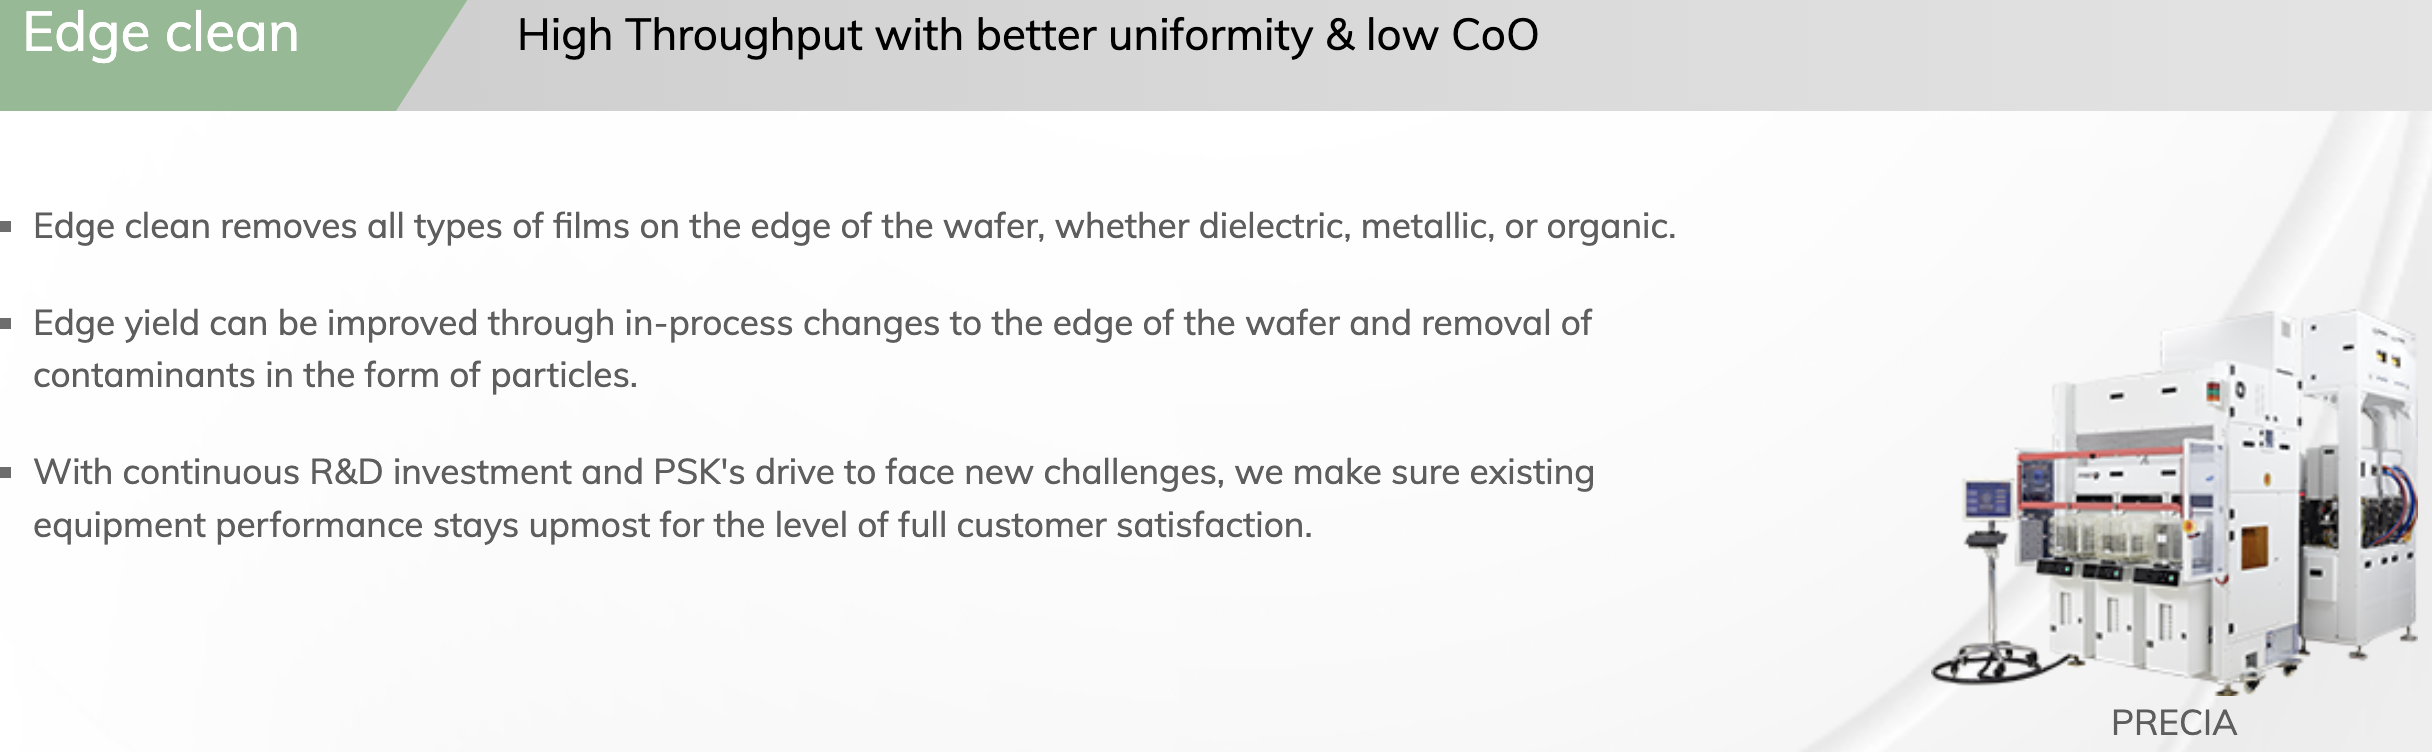 Edge clean
High Throughput with better uniformity & low CoO
Edge clean removes all types of films on the edge of the wafer, whether dielectric, metallic, or organic.
Edge yield can be improved through in-process changes to the edge of the wafer and removal of
contaminants in the form of particles.
With continuous R&D investment and PSK's drive to face new challenges, we make sure existing
equipment performance stays upmost for the level of full customer satisfaction.
PRECIA